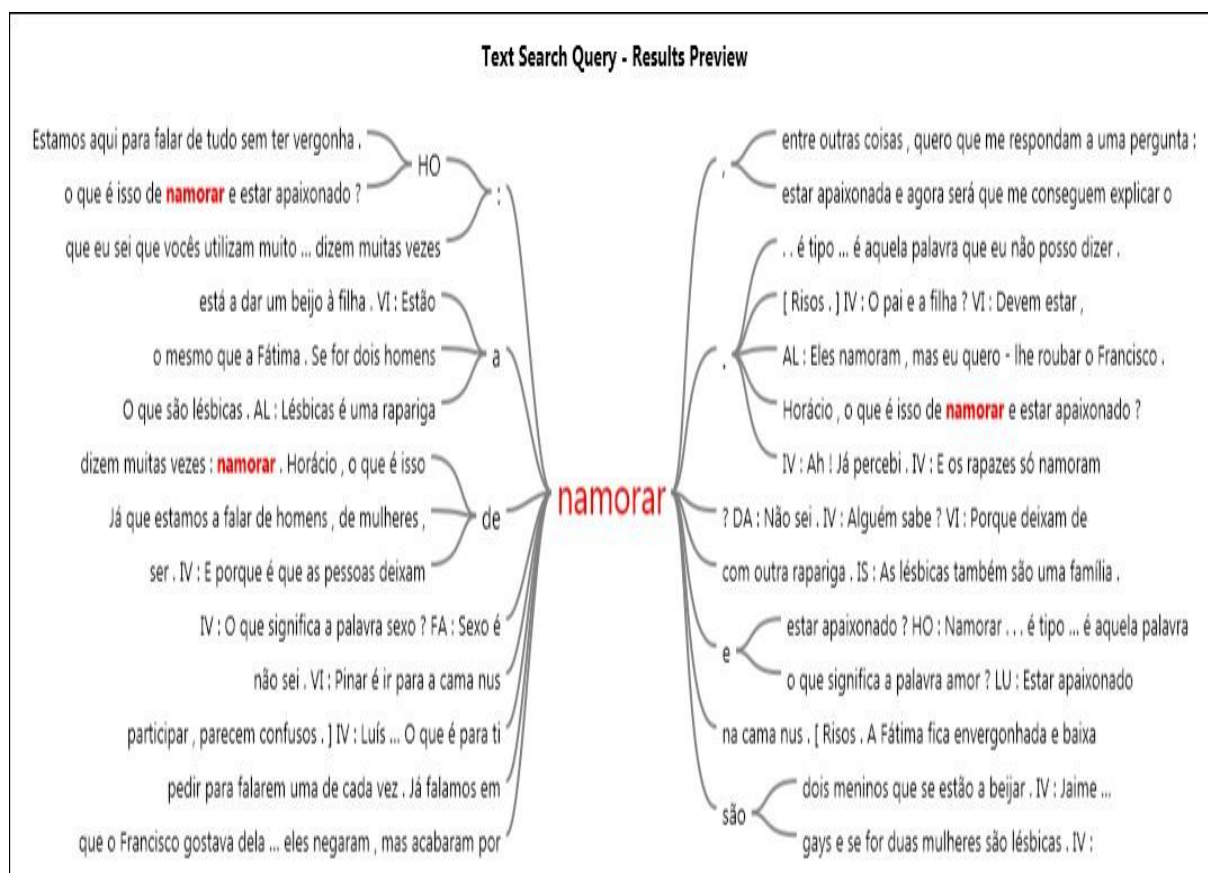 Text Search Query - Results Preview
Estamos aqui para falar de tudo sem ter vergonha .
HO
o que é isso de namorar e estar apaixonado ?
:
que eu sei que vocês utilizam muito ... dizem muitas vezes
está a dar um beijo à filha . VI : Estão
o mesmo que a Fátima . Se for dois homens
a
O que são lésbicas . AL : Lésbicas é uma rapariga
dizem muitas vezes : namorar . Horácio , o que é isso
Já que estamos a falar de homens , de mulheres ,
de
ser . IV : E porque é que as pessoas deixam
IV : O que significa a palavra sexo ? FA : Sexo é
não sei . VI : Pinar é ir para a cama nus
participar , parecem confusos . ] IV : Luís ... O que é para ti
pedir para falarem uma de cada vez . Já falamos em
que o Francisco gostava dela ... eles negaram , mas acabaram por
namorar
,
entre outras coisas , quero que me respondam a uma pergunta :
estar apaixonada e agora será que me conseguem explicar o
.
. . é tipo ... é aquela palavra que eu não posso dizer .
[ Risos . ] IV : O pai e a filha ? VI : Devem estar ,
AL : Eles namoram , mas eu quero - lhe roubar o Francisco .
Horácio , o que é isso de namorar e estar apaixonado ?
IV : Ah ! Já percebi . IV : E os rapazes só namoram
? DA : Não sei . IV : Alguém sabe ? VI : Porque deixam de
com outra rapariga . IS : As lésbicas também são uma família .
e
estar apaixonado ? HO : Namorar . . . é tipo ... é aquela palavra
o que significa a palavra amor ? LU : Estar apaixonado
na cama nus . [ Risos . A Fátima fica envergonhada e baixa
são
dois meninos que se estão a beijar . IV : Jaime ...
gays e se for duas mulheres são lésbicas . IV :